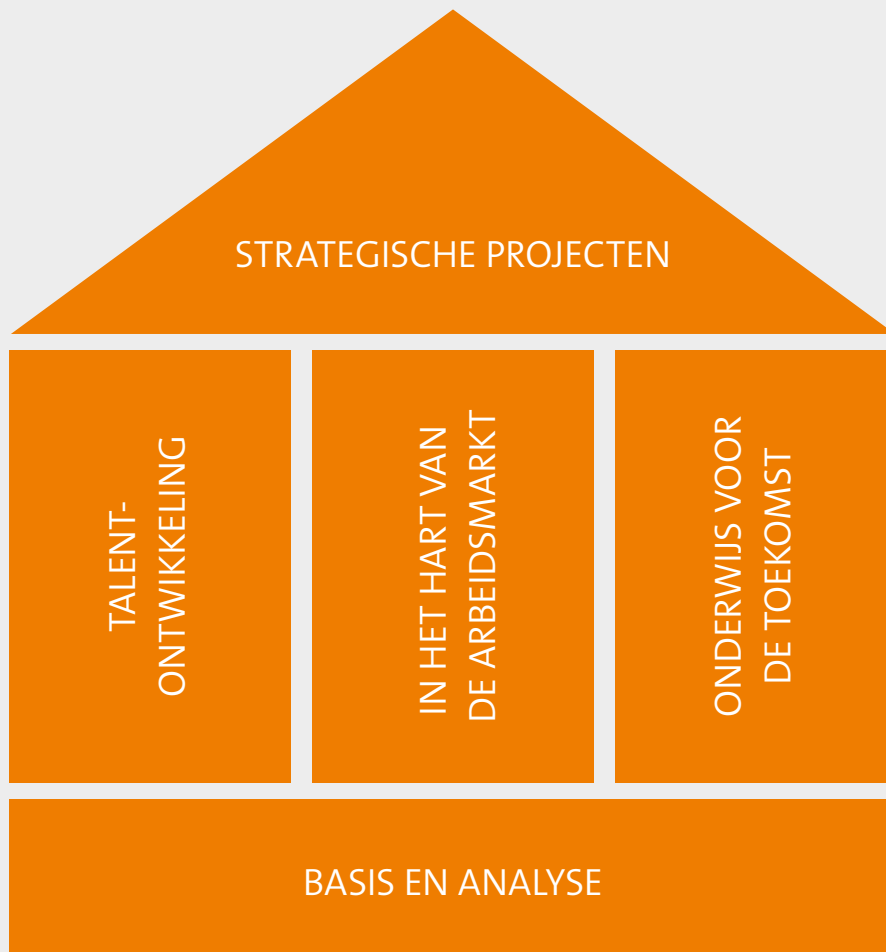 STRATEGISCHE PROJECTEN
TALENT-
ONTWIKKELING
IN HET HART VAN
DE ARBEIDSMARKT
ONDERWIJS VOOR
DE TOEKOMST
BASIS EN ANALYSE